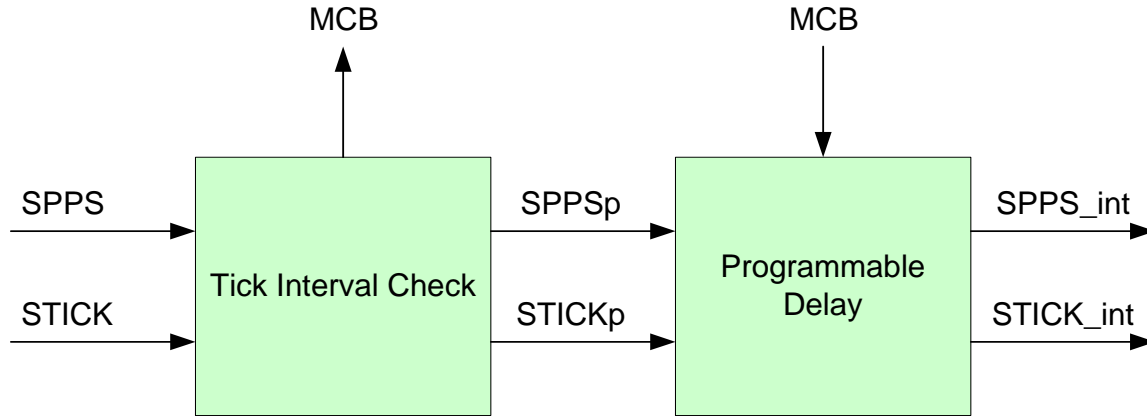 MCB
MCB
SPPS
SPPSp
SPPS_int
Tick Interval Check
Programmable
Delay
STICK
STICKp
STICK_int